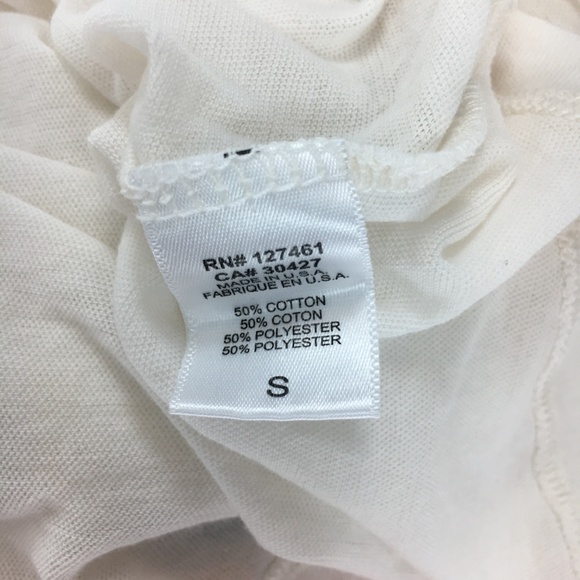 RN# 127461
CA# 30427
MADE IN U.S.A.
FABRIQUE EN U.S.A.
50% COTTON
50% COTON
50% POLYESTER
50% POLYESTER
S